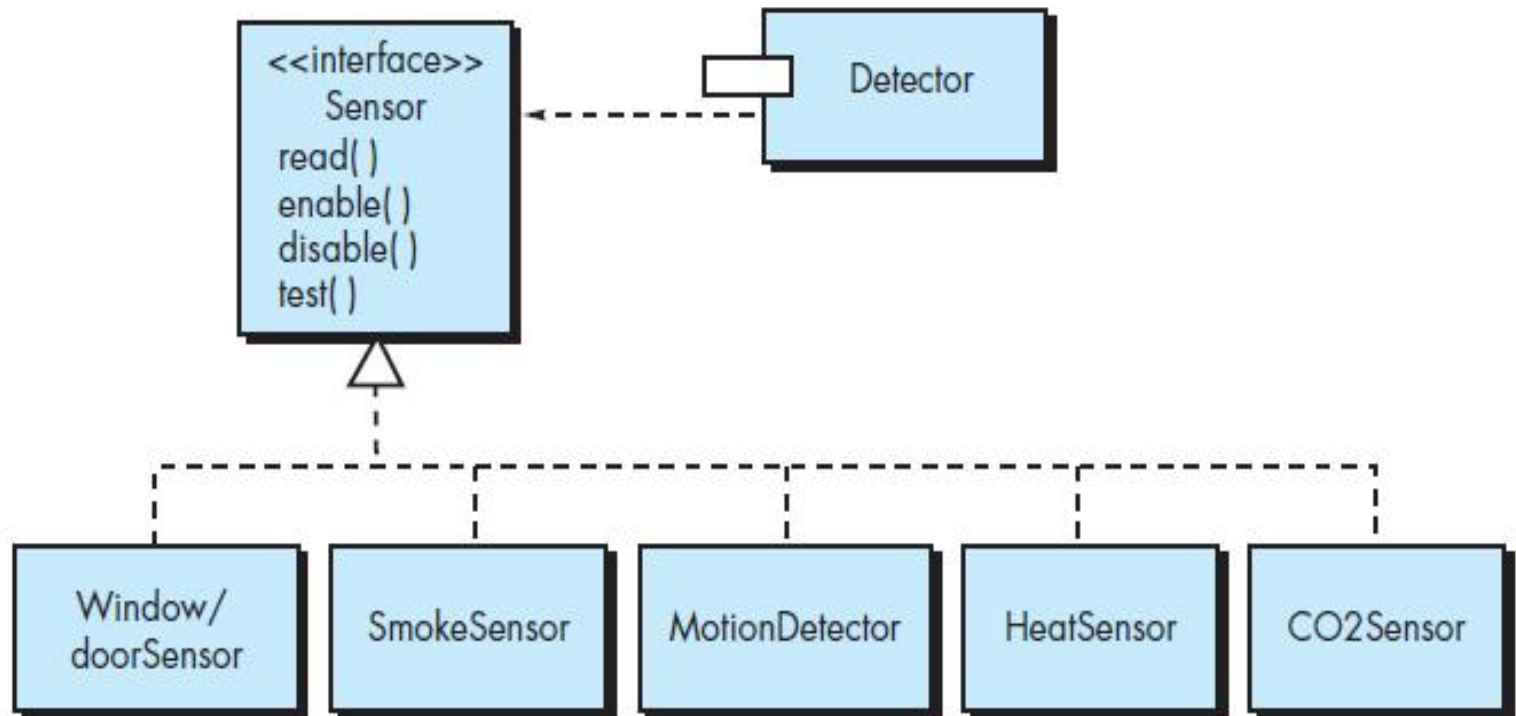 <<interface>>
Sensor
read( )
enable( )
disable( )
test( )
Detector
Window/
doorSensor
SmokeSensor
MotionDetector
HeatSensor
CO2Sensor